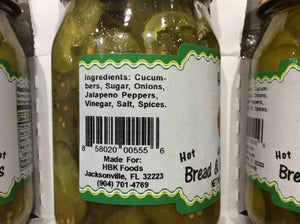 Ingredients: Cucum-
bers, Sugar, Onions,
Jalapeno Peppers,
Vinegar, Salt, Spices.
8 58020 00555 6
Made For:
HBK Foods
Jacksonville, FL 32223
(904) 701-4769
Hot
Bread &
Hot
Bread &